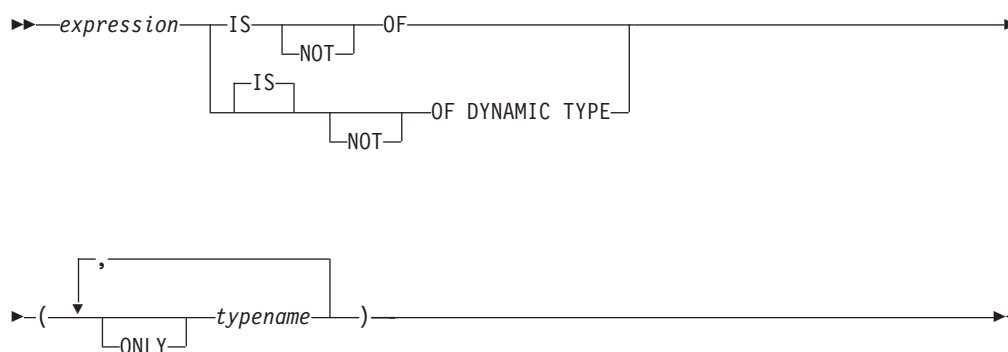 expression IS OF
NOT
IS
OF DYNAMIC TYPE
NOT
,
( typename )
ONLY